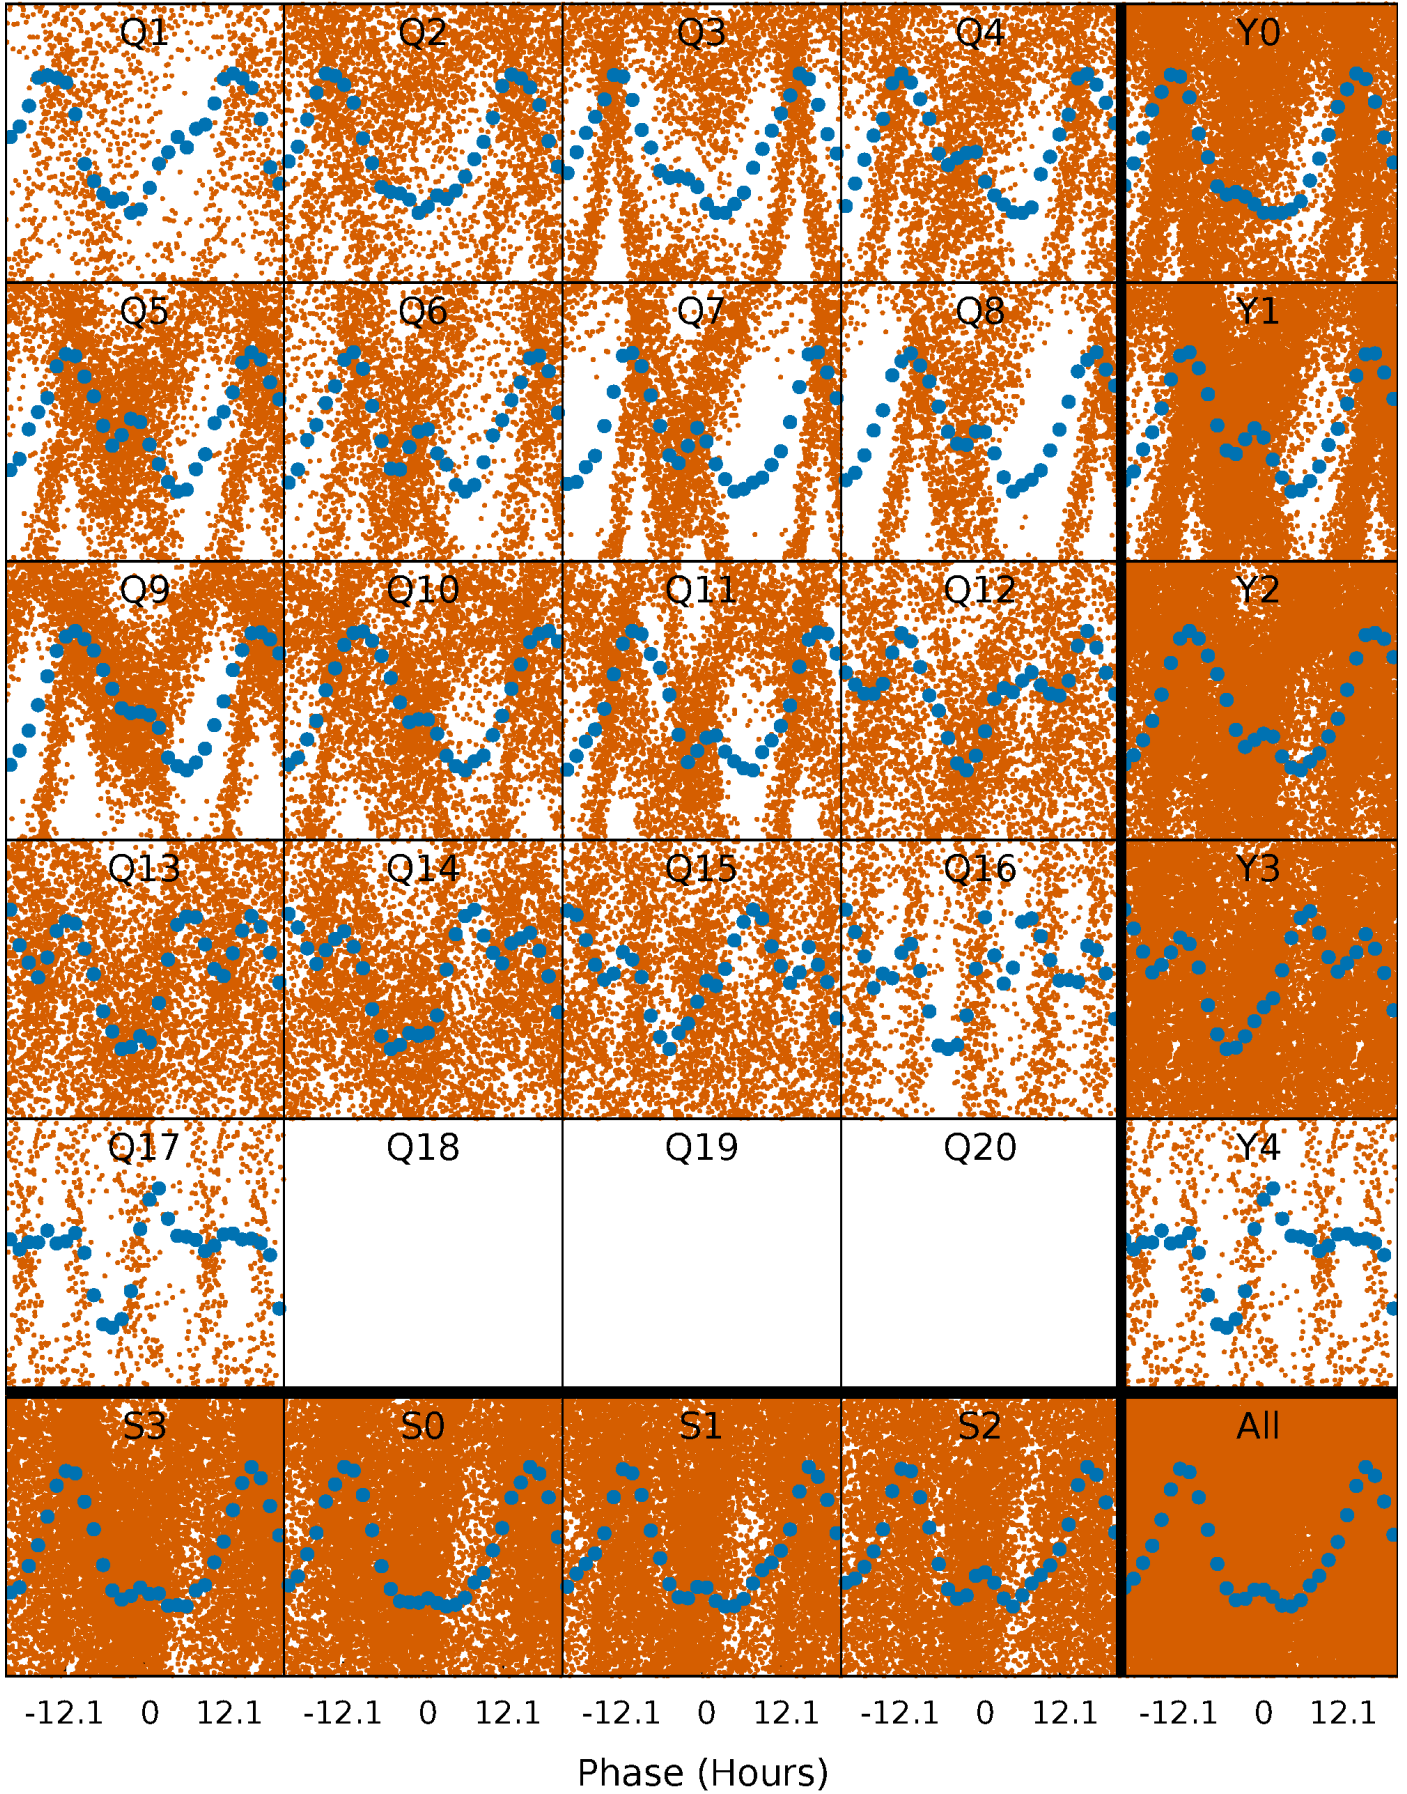 Q1 Q2 Q3 Q4 Y0
Q5 Q6 Q7 Q8 Y1
Q9 Q10 Q11 Q12 Y2
Q13 Q14 Q15 Q16 Y3
Q17 Q18 Q19 Q20 Y4
S3 S0 S1 S2 All
-12.1 0 12.1 -12.1 0 12.1 -12.1 0 12.1 -12.1 0 12.1 -12.1 0 12.1
Phase (Hours)